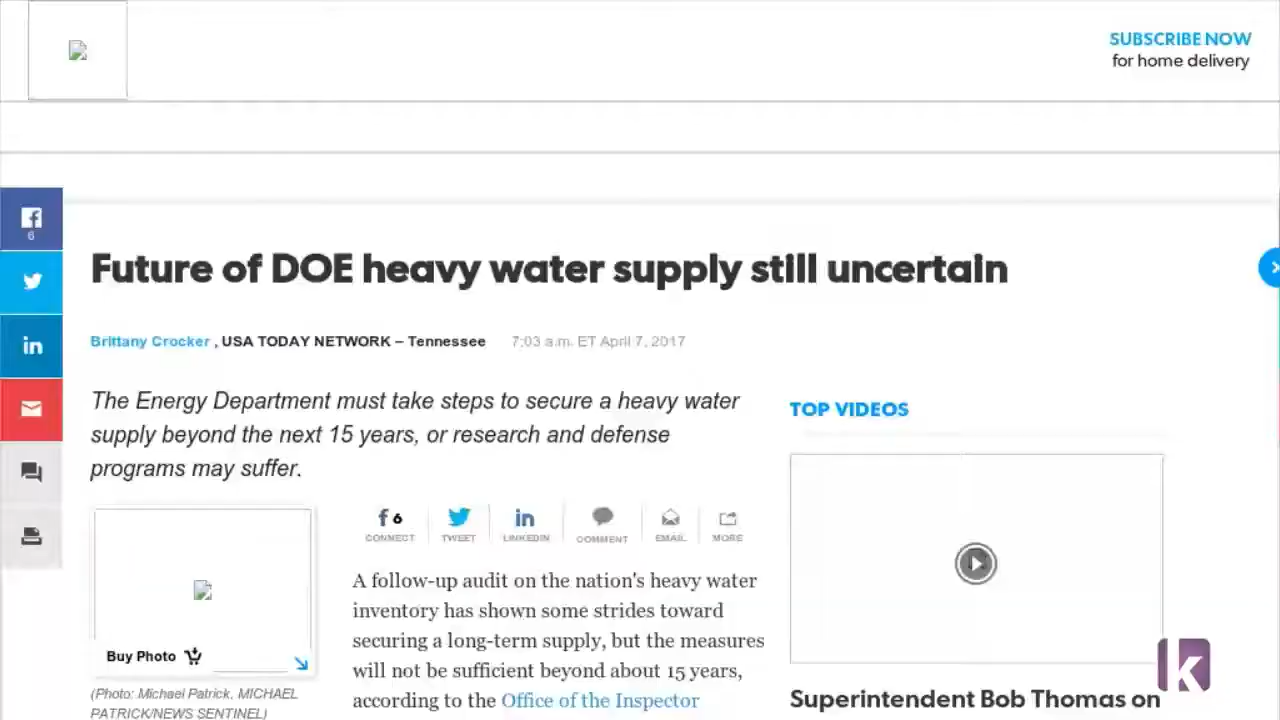 SUBSCRIBE NOW
for home delivery
6
Future of DOE heavy water supply still uncertain
Brittany Crocker , USA TODAY NETWORK – Tennessee 7:03 a.m. ET April 7, 2017
The Energy Department must take steps to secure a heavy water
supply beyond the next 15 years, or research and defense
programs may suffer.
Buy Photo
(Photo: Michael Patrick, MICHAEL
PATRICK/NEWS SENTINEL)
6
CONNECT TWEET LINKEDIN COMMENT EMAIL MORE
A follow-up audit on the nation's heavy water
inventory has shown some strides toward
securing a long-term supply, but the measures
will not be sufficient beyond about 15 years,
according to the Office of the Inspector
TOP VIDEOS
Superintendent Bob Thomas on
k